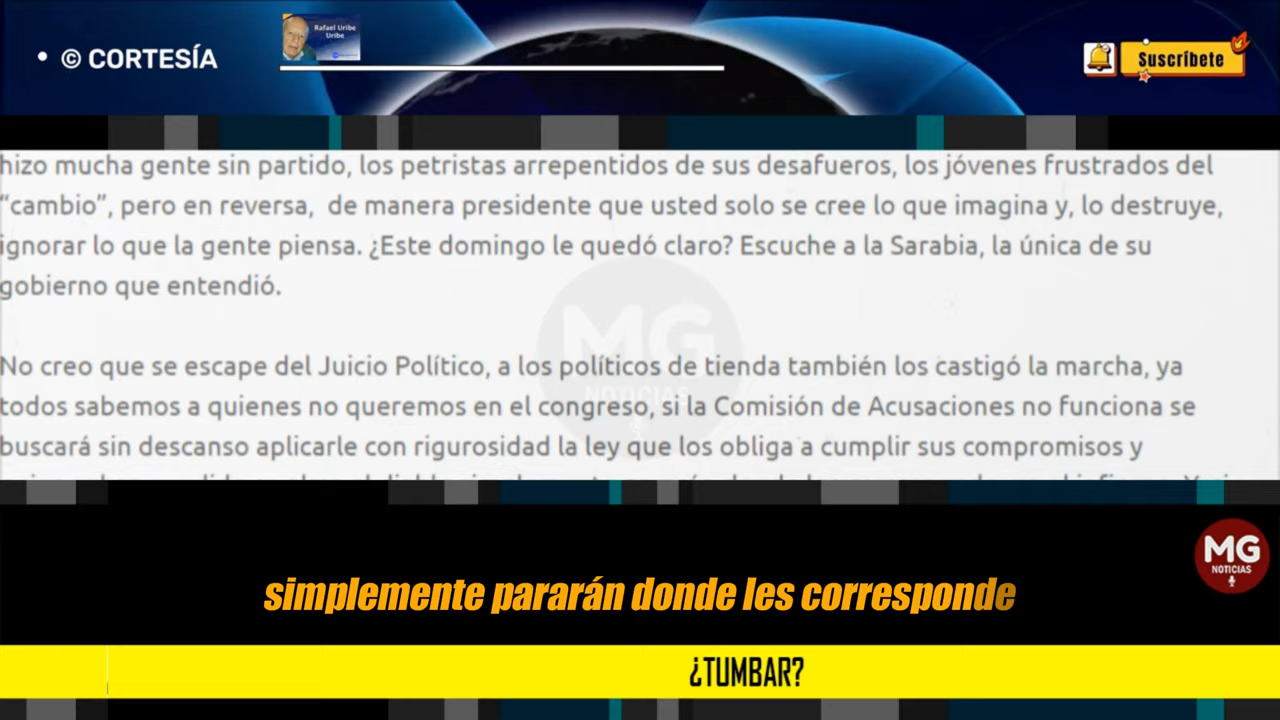 • © CORTESÍA
Rafael Uribe
Uribe
Suscríbete
hizo mucha gente sin partido, los petristas arrepentidos de sus desafueros, los jóvenes frustrados del
“cambio”, pero en reversa,  de manera presidente que usted solo se cree lo que imagina y, lo destruye,
ignorar lo que la gente piensa. ¿Este domingo le quedó claro? Escuche a la Sarabia, la única de su
gobierno que entendió.
No creo que se escape del Juicio Político, a los políticos de tienda también los castigó la marcha, ya
todos sabemos a quienes no queremos en el congreso, si la Comisión de Acusaciones no funciona se
buscará sin descanso aplicarle con rigurosidad la ley que los obliga a cumplir sus compromisos y
MG
NOTICIAS
MG
NOTICIAS
simplemente pararán donde les corresponde
¿TUMBAR?